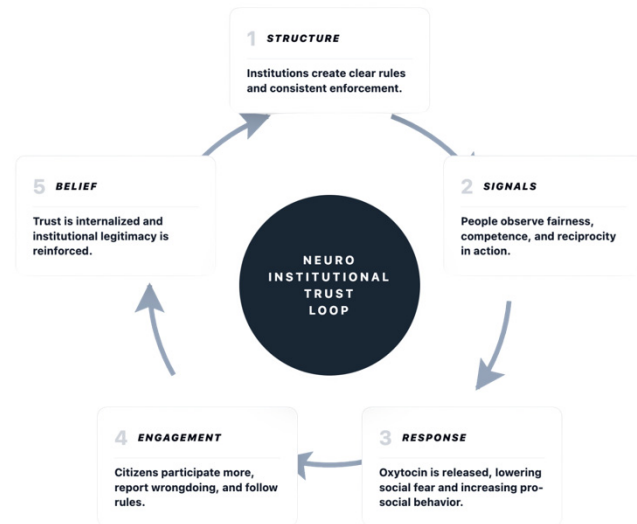 1 STRUCTURE
Institutions create clear rules
and consistent enforcement.
2 SIGNALS
People observe fairness,
competence, and reciprocity
in action.
3 RESPONSE
Oxytocin is released, lowering
social fear and increasing pro-
social behavior.
4 ENGAGEMENT
Citizens participate more,
report wrongdoing, and follow
rules.
5 BELIEF
Trust is internalized and
institutional legitimacy is
reinforced.
NEURO
INSTITUTIONAL
TRUST
LOOP